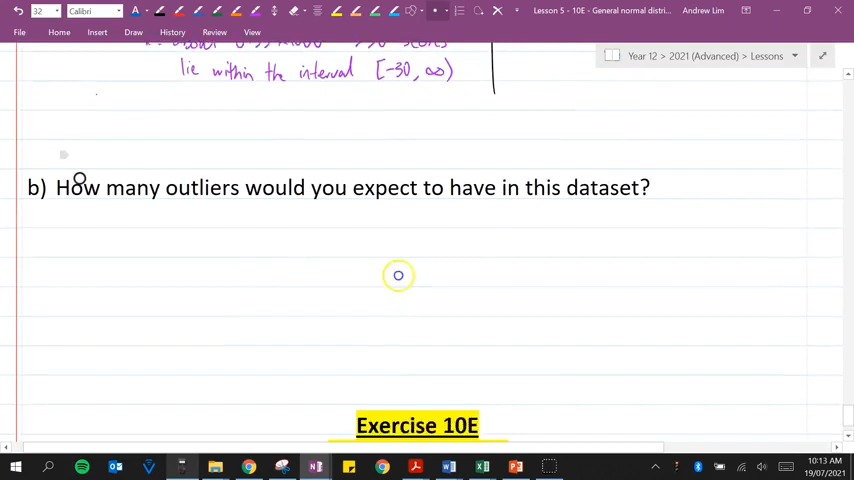 32 Calibri Lesson 5 - 10E - General normal distri... Andrew Lim
File Home Insert Draw History Review View
Year 12 > 2021 (Advanced) > Lessons
lie within the interval [-30, ∞)
b) How many outliers would you expect to have in this dataset?
Exercise 10E
10:13 AM
19/07/2021